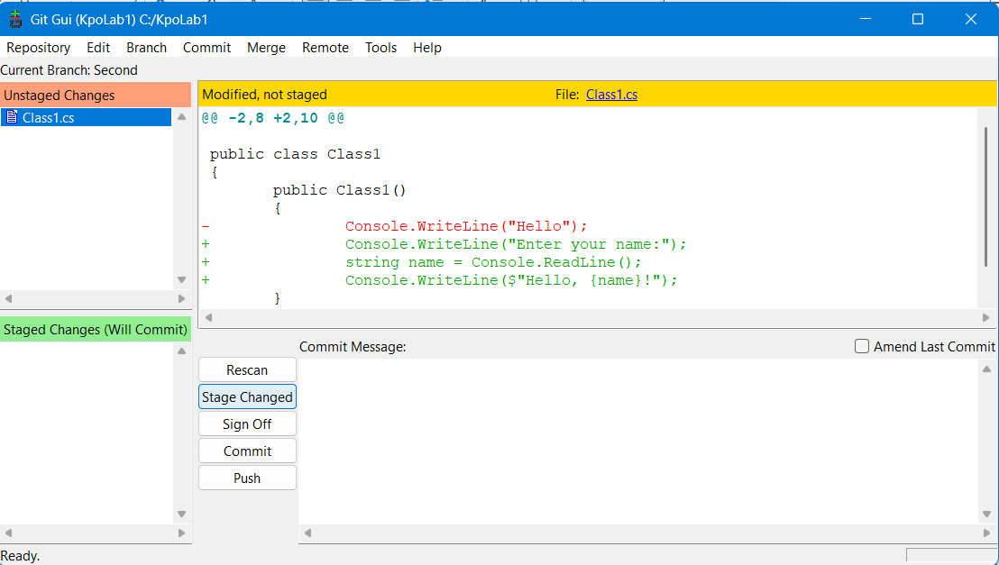 Git Gui (KpoLab1) C:/KpoLab1
Repository Edit Branch Commit Merge Remote Tools Help
Current Branch: Second
Unstaged Changes
Class1.cs
Modified, not staged File: Class1.cs
@@ -2,8 +2,10 @@
public class Class1
{
public Class1()
{
- Console.WriteLine("Hello");
+ Console.WriteLine("Enter your name:");
+ string name = Console.ReadLine();
+ Console.WriteLine($"Hello, {name}!");
}
Staged Changes (Will Commit)
Commit Message: Amend Last Commit
Rescan
Stage Changed
Sign Off
Commit
Push
Ready.